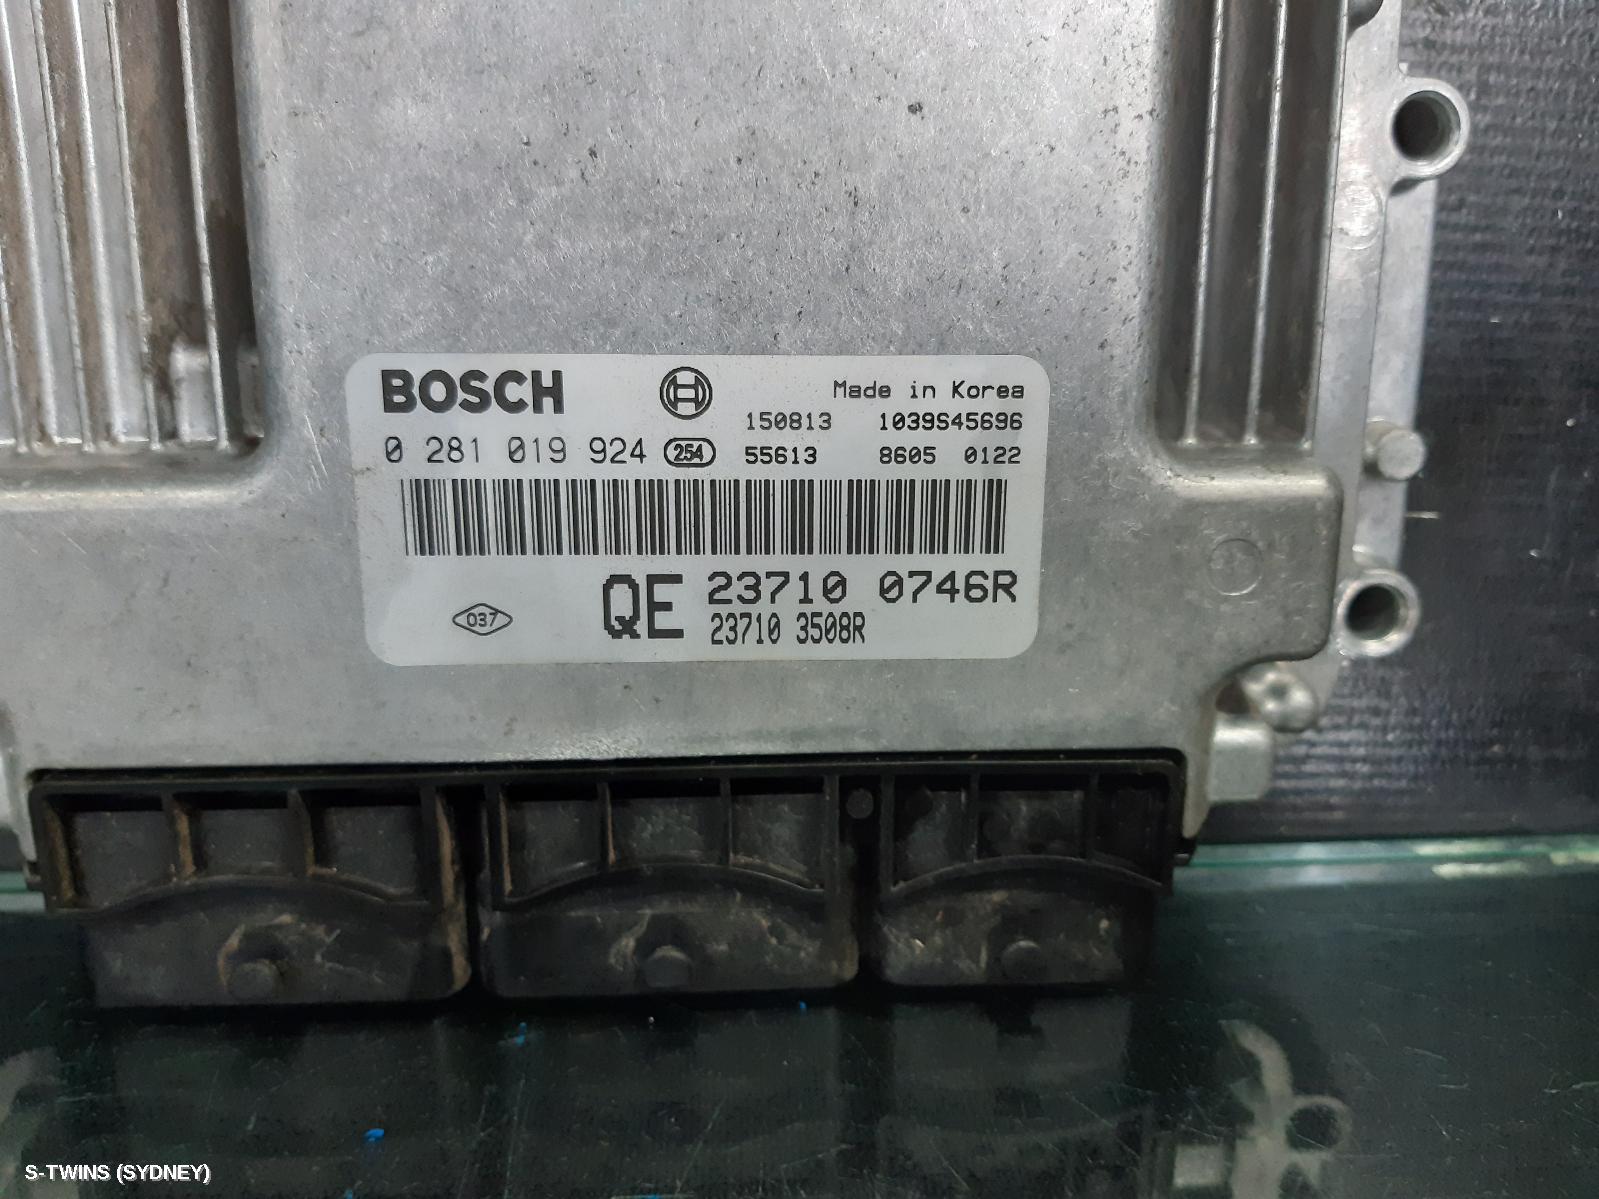 BOSCH
Made in Korea
150813 1039S45696
0 281 019 924 254 55613 8605 0122
QE 23710 0746R
037 23710 3508R
S-TWINS (SYDNEY)